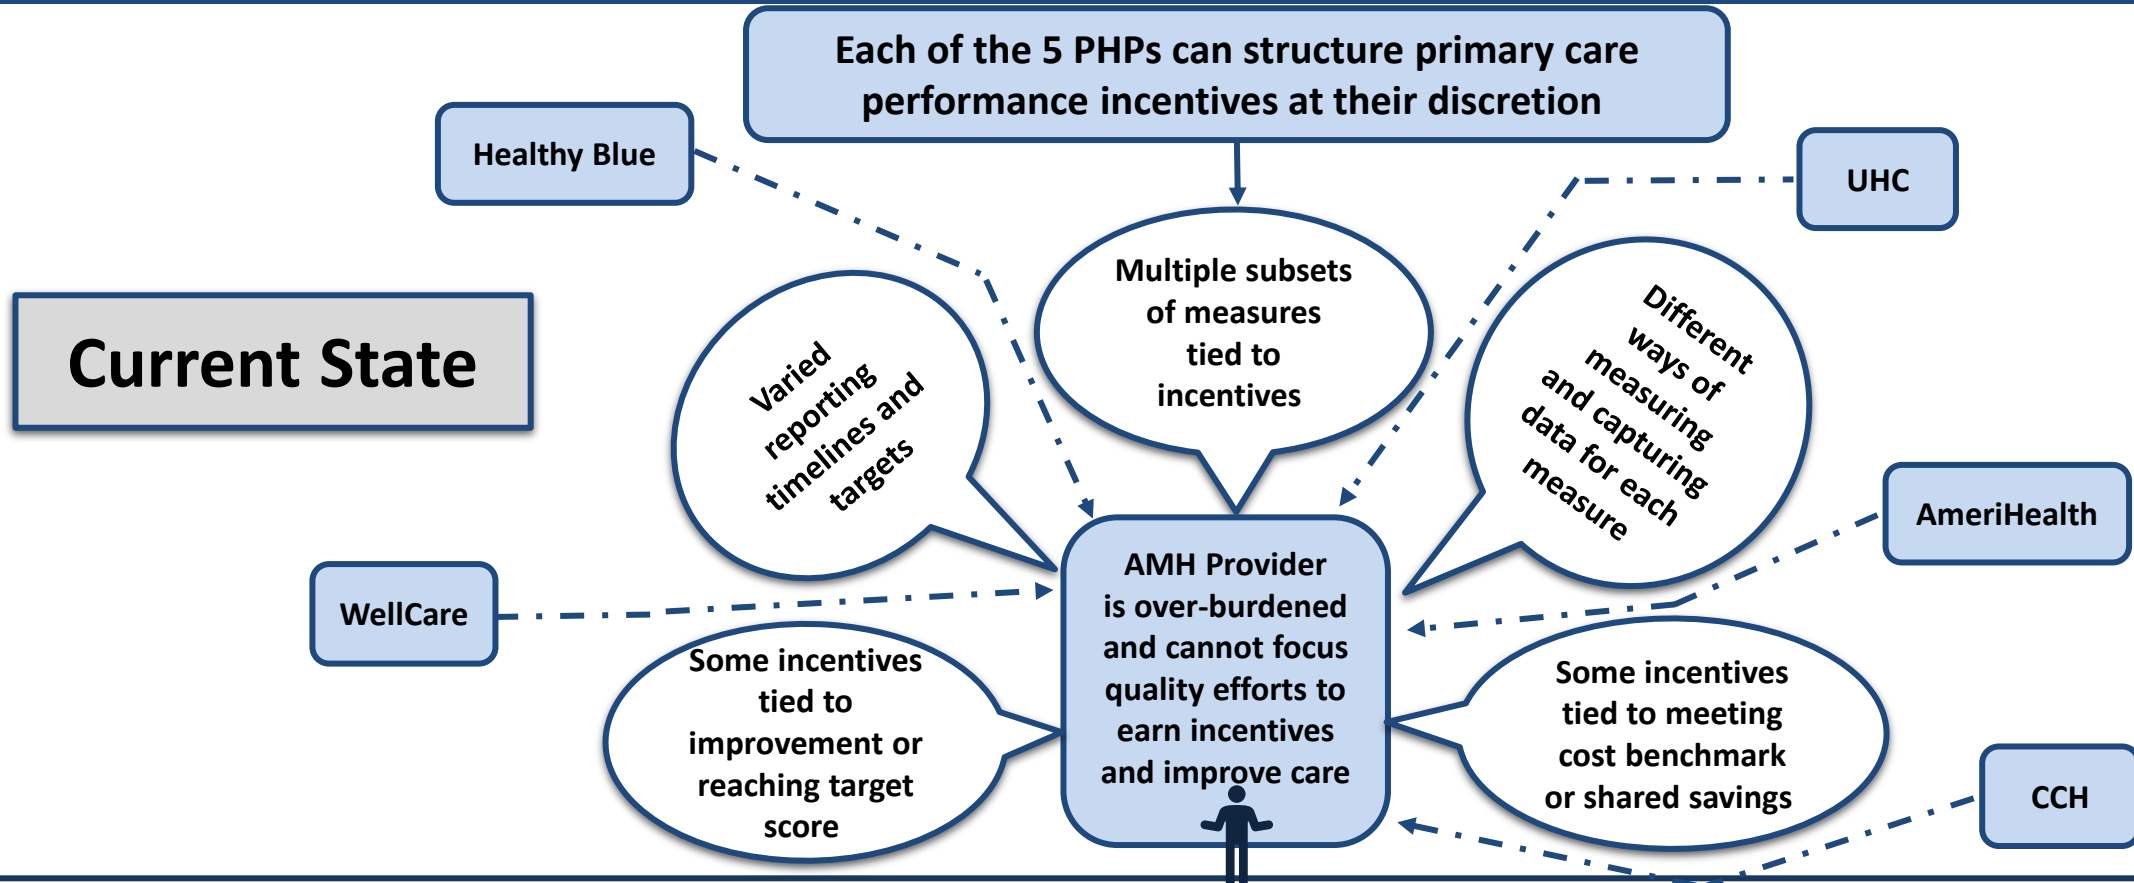 Each of the 5 PHPs can structure primary care
performance incentives at their discretion
Healthy Blue
UHC
Current State
Varied
reporting
timelines and
targets
Multiple subsets
of measures
tied to
incentives
Different
ways of
measuring
and capturing
data for each
measure
AmeriHealth
WellCare
AMH Provider
is over-burdened
and cannot focus
quality efforts to
earn incentives
and improve care
Some incentives
tied to
improvement or
reaching target
score
Some incentives
tied to meeting
cost benchmark
or shared savings
CCH